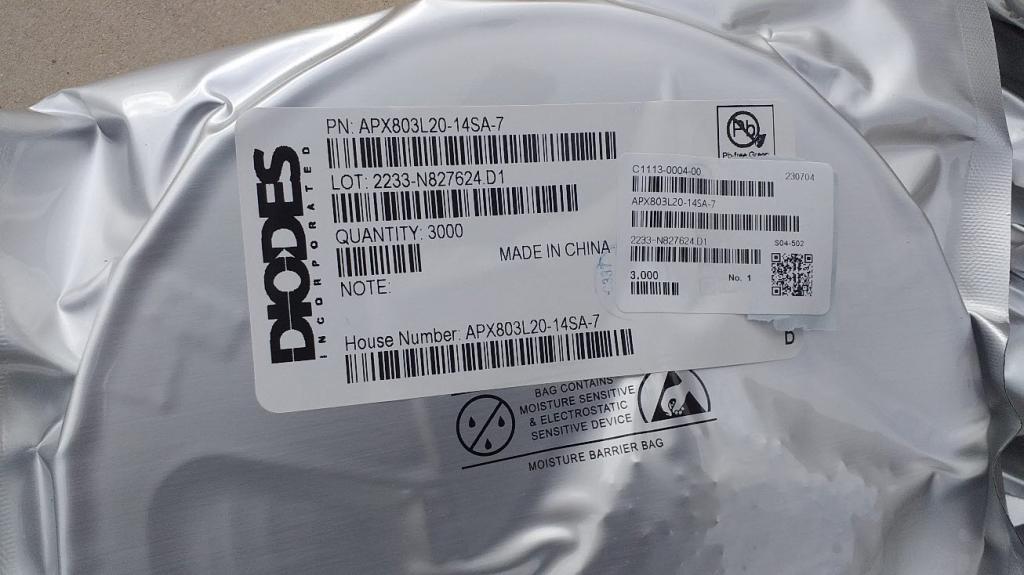 DIODES
INCORPORATED
PN: APX803L20-14SA-7
LOT: 2233-N827624.D1
QUANTITY: 3000
MADE IN CHINA
NOTE:
House Number: APX803L20-14SA-7
Pb
Pb-free Green
C1113-0004-00
230704
APX803L20-14SA-7
2233-N827624.D1
S04-502
3,000
No. 1
D
BAG CONTAINS
MOISTURE SENSITIVE
& ELECTROSTATIC
SENSITIVE DEVICE
MOISTURE BARRIER BAG